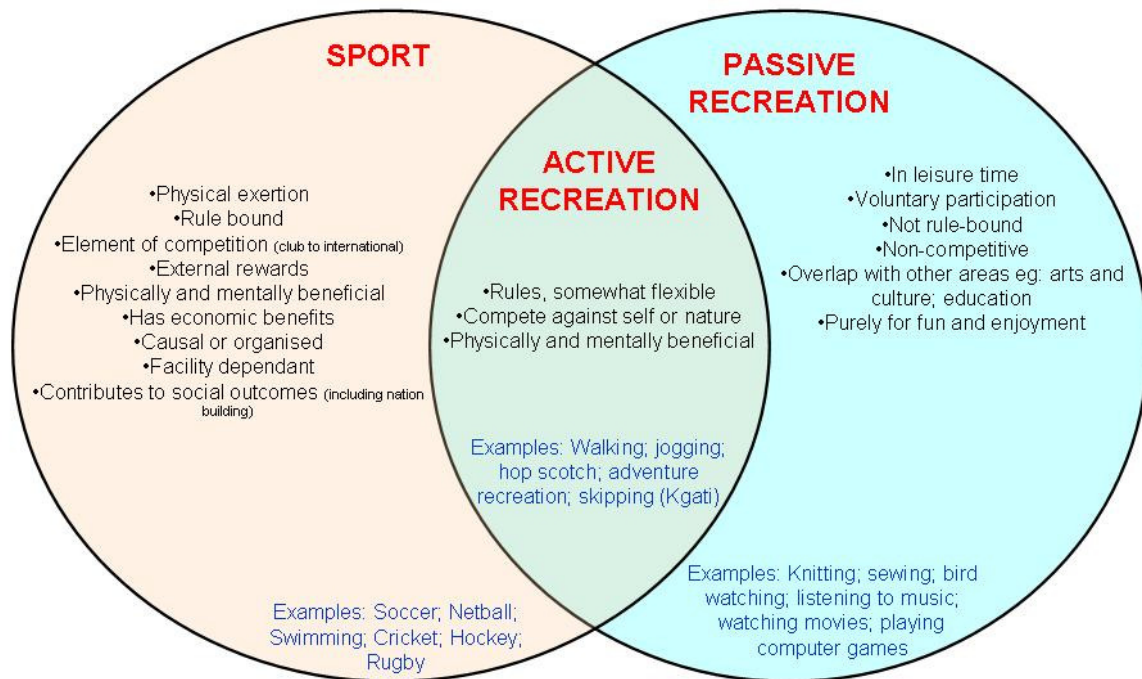 SPORT
•Physical exertion
•Rule bound
•Element of competition (club to international)
•External rewards
•Physically and mentally beneficial
•Has economic benefits
•Causal or organised
•Facility dependant
•Contributes to social outcomes (including nation
building)
Examples: Soccer; Netball;
Swimming; Cricket; Hockey;
Rugby
ACTIVE
RECREATION
•Rules, somewhat flexible
•Compete against self or nature
•Physically and mentally beneficial
Examples: Walking; jogging;
hop scotch; adventure
recreation; skipping (Kgati)
PASSIVE
RECREATION
•In leisure time
•Voluntary participation
•Not rule-bound
•Non-competitive
•Overlap with other areas eg: arts and
culture; education
•Purely for fun and enjoyment
Examples: Knitting; sewing; bird
watching; listening to music;
watching movies; playing
computer games